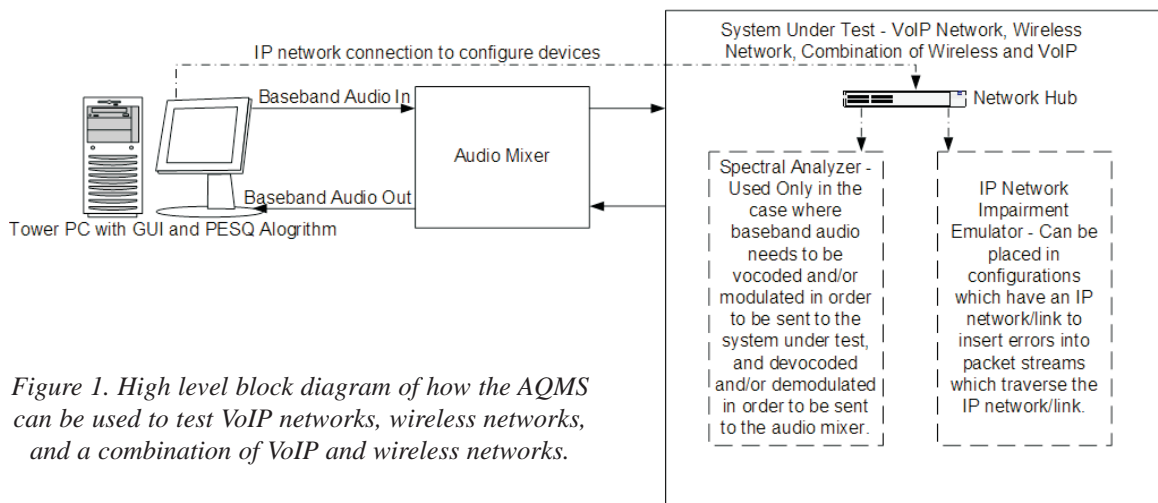 System Under Test - VoIP Network, Wireless
Network, Combination of Wireless and VoIP
IP network connection to configure devices
Baseband Audio In
Network Hub
Audio Mixer
Baseband Audio Out
Tower PC with GUI and PESQ Alogrithm
Spectral Analyzer -
Used Only in the
case where
baseband audio
needs to be
vocoded and/or
modulated in order
to be sent to the
system under test,
and devocoded
and/or demodulated
in order to be sent
to the audio mixer.
IP Network
Impairment
Emulator - Can be
placed in
configurations
which have an IP
network/link to
insert errors into
packet streams
which traverse the
IP network/link.
Figure 1. High level block diagram of how the AQMS
can be used to test VoIP networks, wireless networks,
and a combination of VoIP and wireless networks.